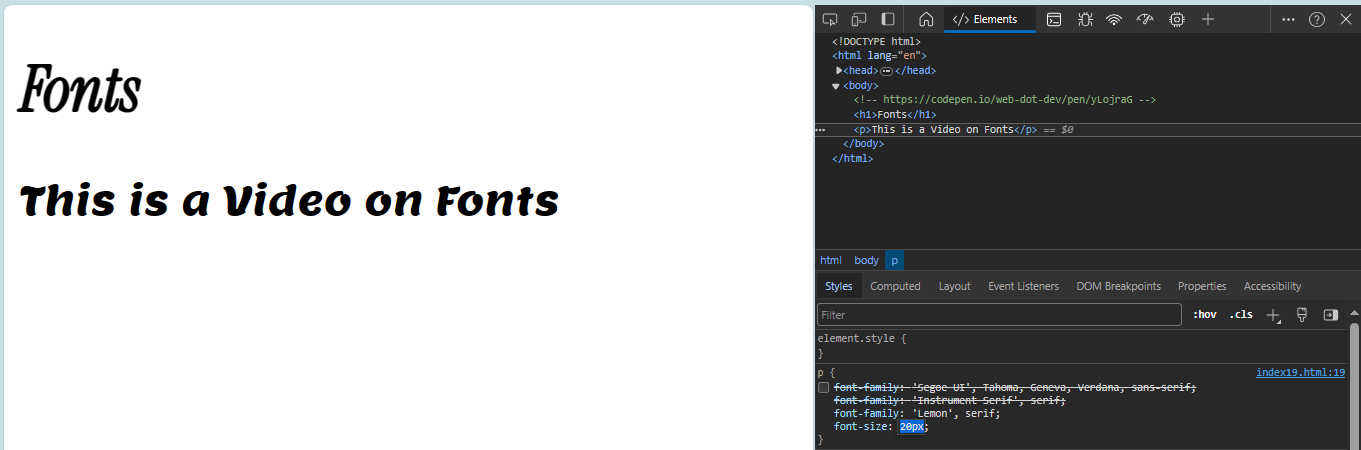 Fonts
This is a Video on Fonts
Elements
<!DOCTYPE html>
<html lang="en">
<head> </head>
<body>
<!-- https://codepen.io/web-dot-dev/pen/yLojraG -->
<h1>Fonts</h1>
<p>This is a Video on Fonts</p> == $0
</body>
</html>
html body p
Styles Computed Layout Event Listeners DOM Breakpoints Properties Accessibility
Filter :hov .cls
element.style {
}
p { index19.html:19
font-family: 'Segoe UI', Tahoma, Geneva, Verdana, sans-serif;
font-family: 'Instrument Serif', serif;
font-family: 'Lemon', serif;
font-size: 20px;
}